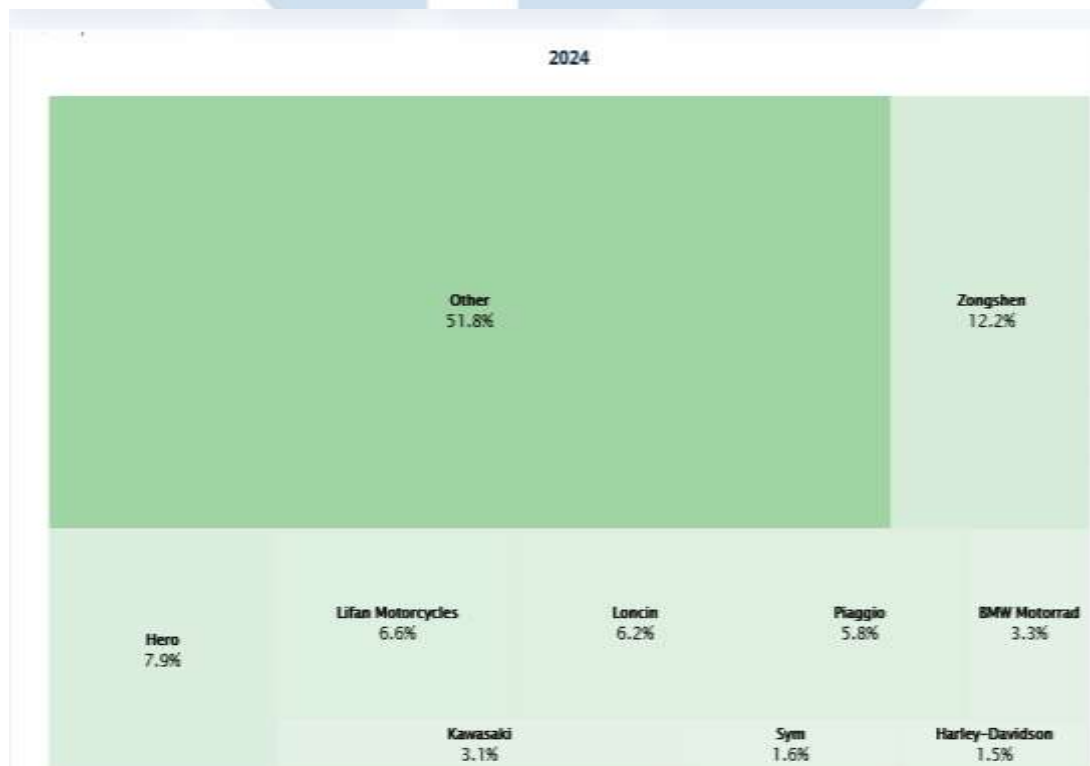 2024
Other
51.8%
Zongshen
12.2%
Hero
7.9%
Lifan Motorcycles
6.6%
Loncin
6.2%
Piaggio
5.8%
BMW Motorrad
3.3%
Kawasaki
3.1%
Sym
1.6%
Harley-Davidson
1.5%